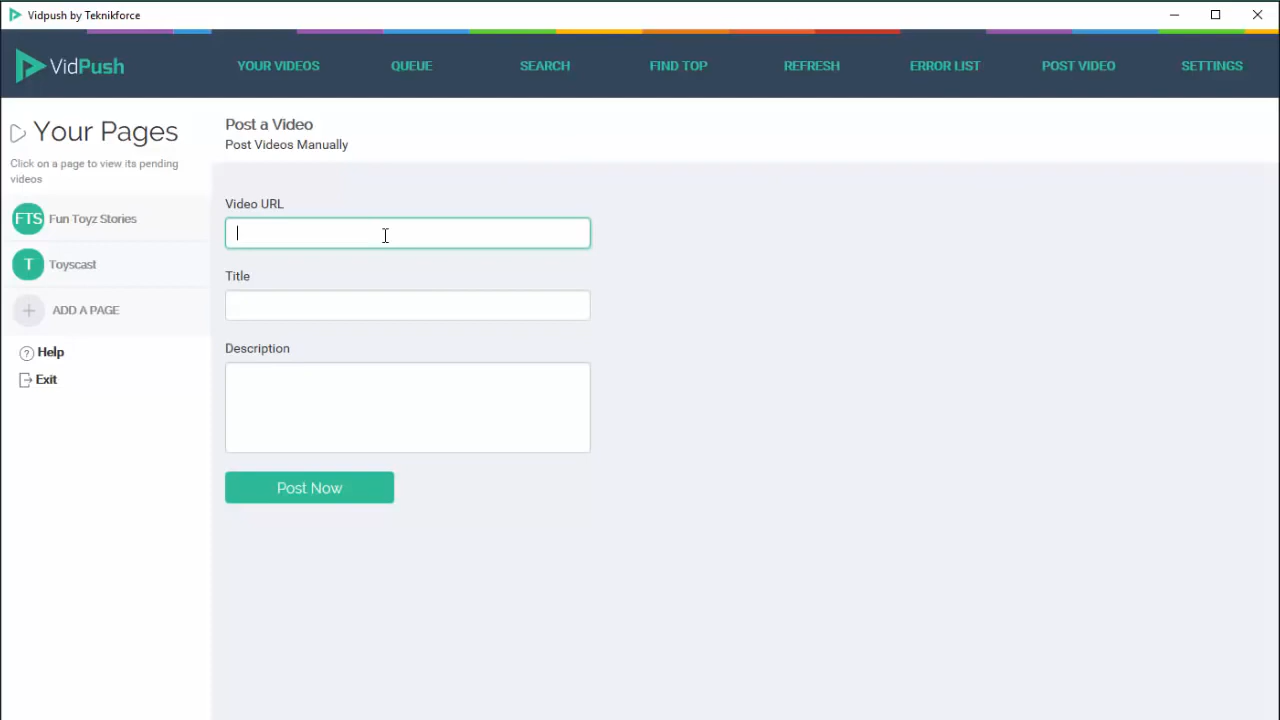 Vidpush by Teknikforce
VidPush
YOUR VIDEOS
QUEUE
SEARCH
FIND TOP
REFRESH
ERROR LIST
POST VIDEO
SETTINGS
Your Pages
Click on a page to view its pending
videos
FTS Fun Toyz Stories
T Toyscast
ADD A PAGE
? Help
Exit
Post a Video
Post Videos Manually
Video URL
Title
Description
Post Now